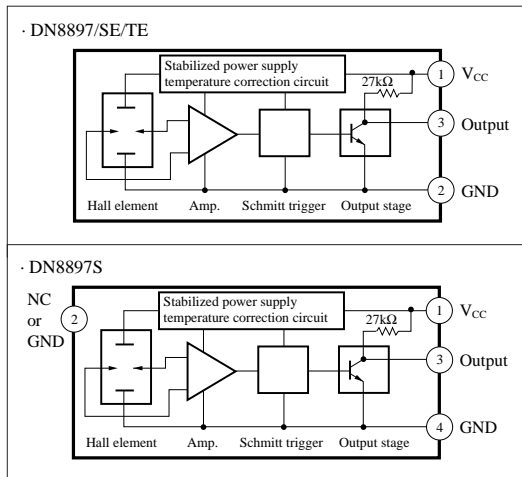 · DN8897/SE/TE
Stabilized power supply
temperature correction circuit
27kΩ
1
VCC
3
Output
2
GND
Hall element
Amp.
Schmitt trigger
Output stage
· DN8897S
NC
or
GND
2
Stabilized power supply
temperature correction circuit
27kΩ
1
VCC
3
Output
4
GND
Hall element
Amp.
Schmitt trigger
Output stage